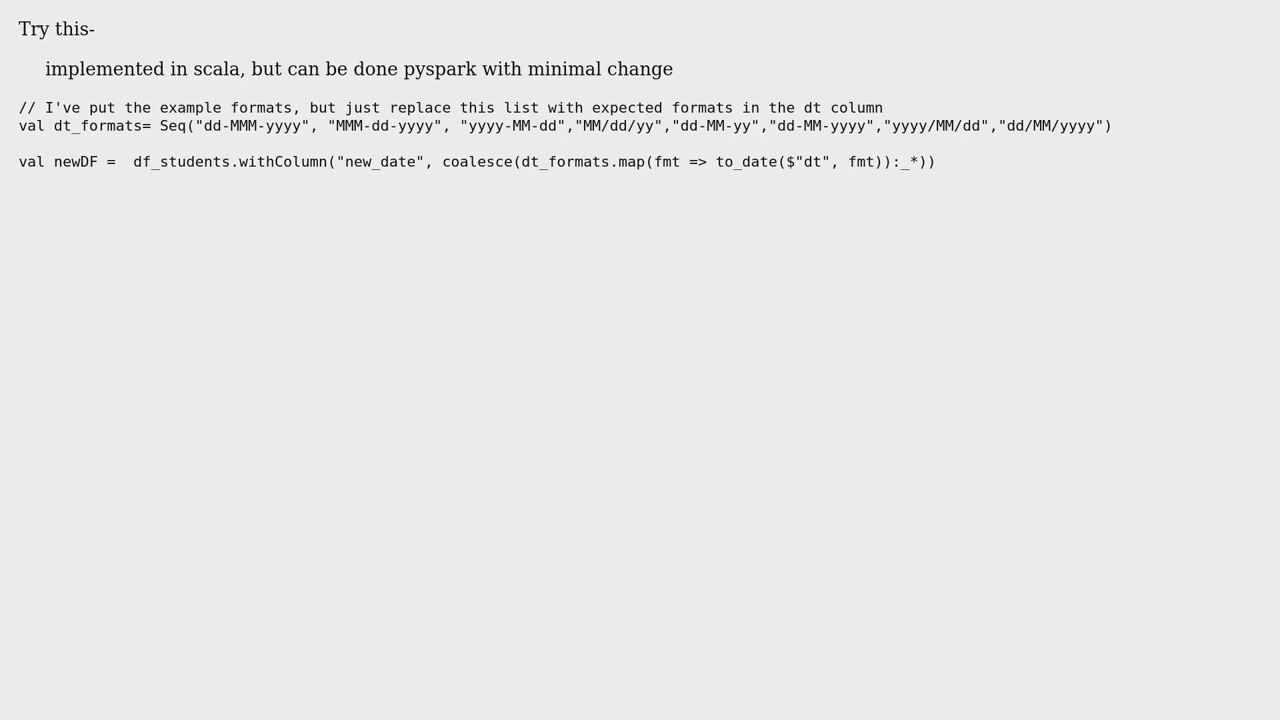 Try this-
implemented in scala, but can be done pyspark with minimal change
// I've put the example formats, but just replace this list with expected formats in the dt column
val dt_formats= Seq("dd-MMM-yyyy", "MMM-dd-yyyy", "yyyy-MM-dd","MM/dd/yy","dd-MM-yy","dd-MM-yyyy","yyyy/MM/dd","dd/MM/yyyy")
val newDF =  df_students.withColumn("new_date", coalesce(dt_formats.map(fmt => to_date($"dt", fmt)):_*))